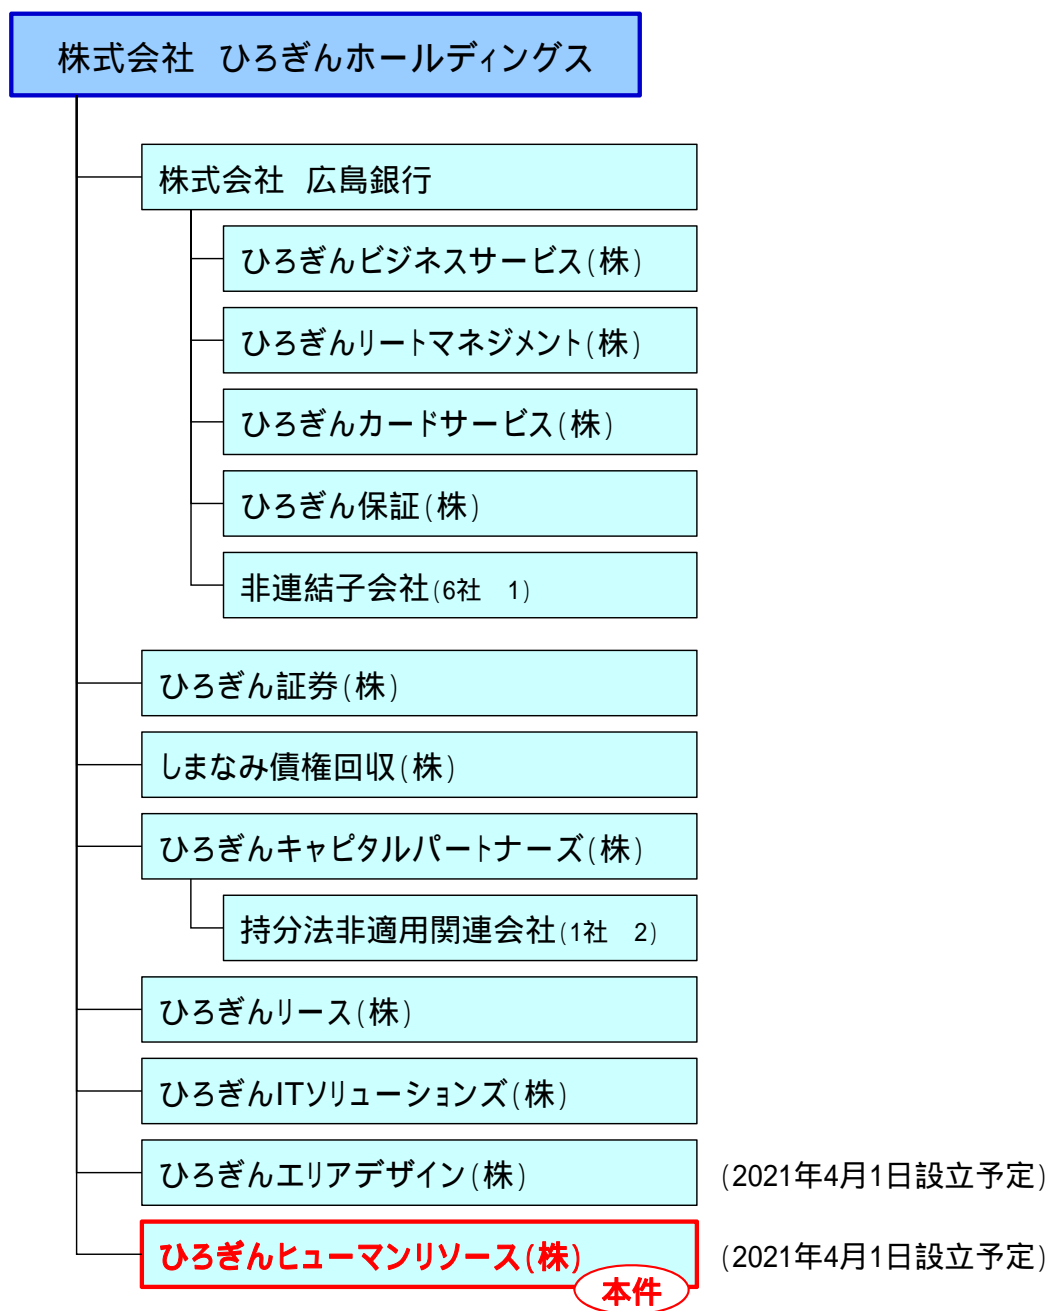 株式会社　ひろぎんホールディングス
株式会社　広島銀行
ひろぎんビジネスサービス(株)
ひろぎんリートマネジメント(株)
ひろぎんカードサービス(株)
ひろぎん保証(株)
非連結子会社(6社　1)
ひろぎん証券(株)
しまなみ債権回収(株)
ひろぎんキャピタルパートナーズ(株)
持分法非適用関連会社(1社　2)
ひろぎんリース(株)
ひろぎんITソリューションズ(株)
ひろぎんエリアデザイン(株) (2021年4月1日設立予定)
ひろぎんヒューマンリソース(株) (2021年4月1日設立予定)
本件